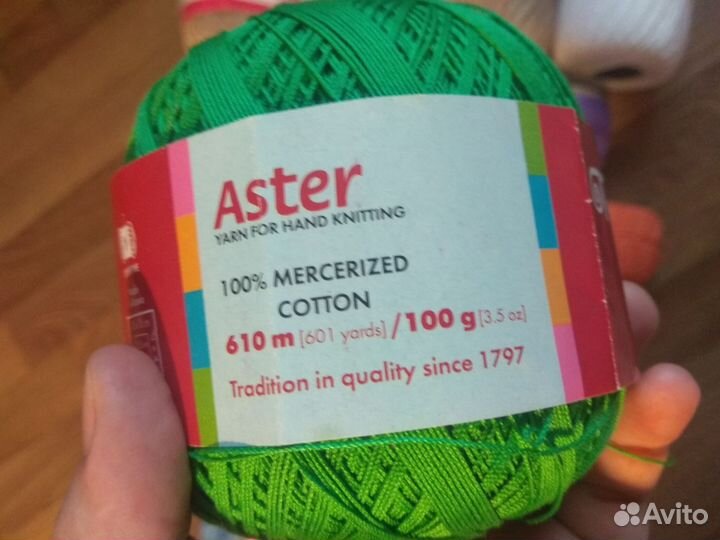 Aster
YARN FOR HAND KNITTING
100% MERCERIZED
COTTON
610 m [601 yards] / 100 g [3.5 oz]
Tradition in quality since 1797
Avito